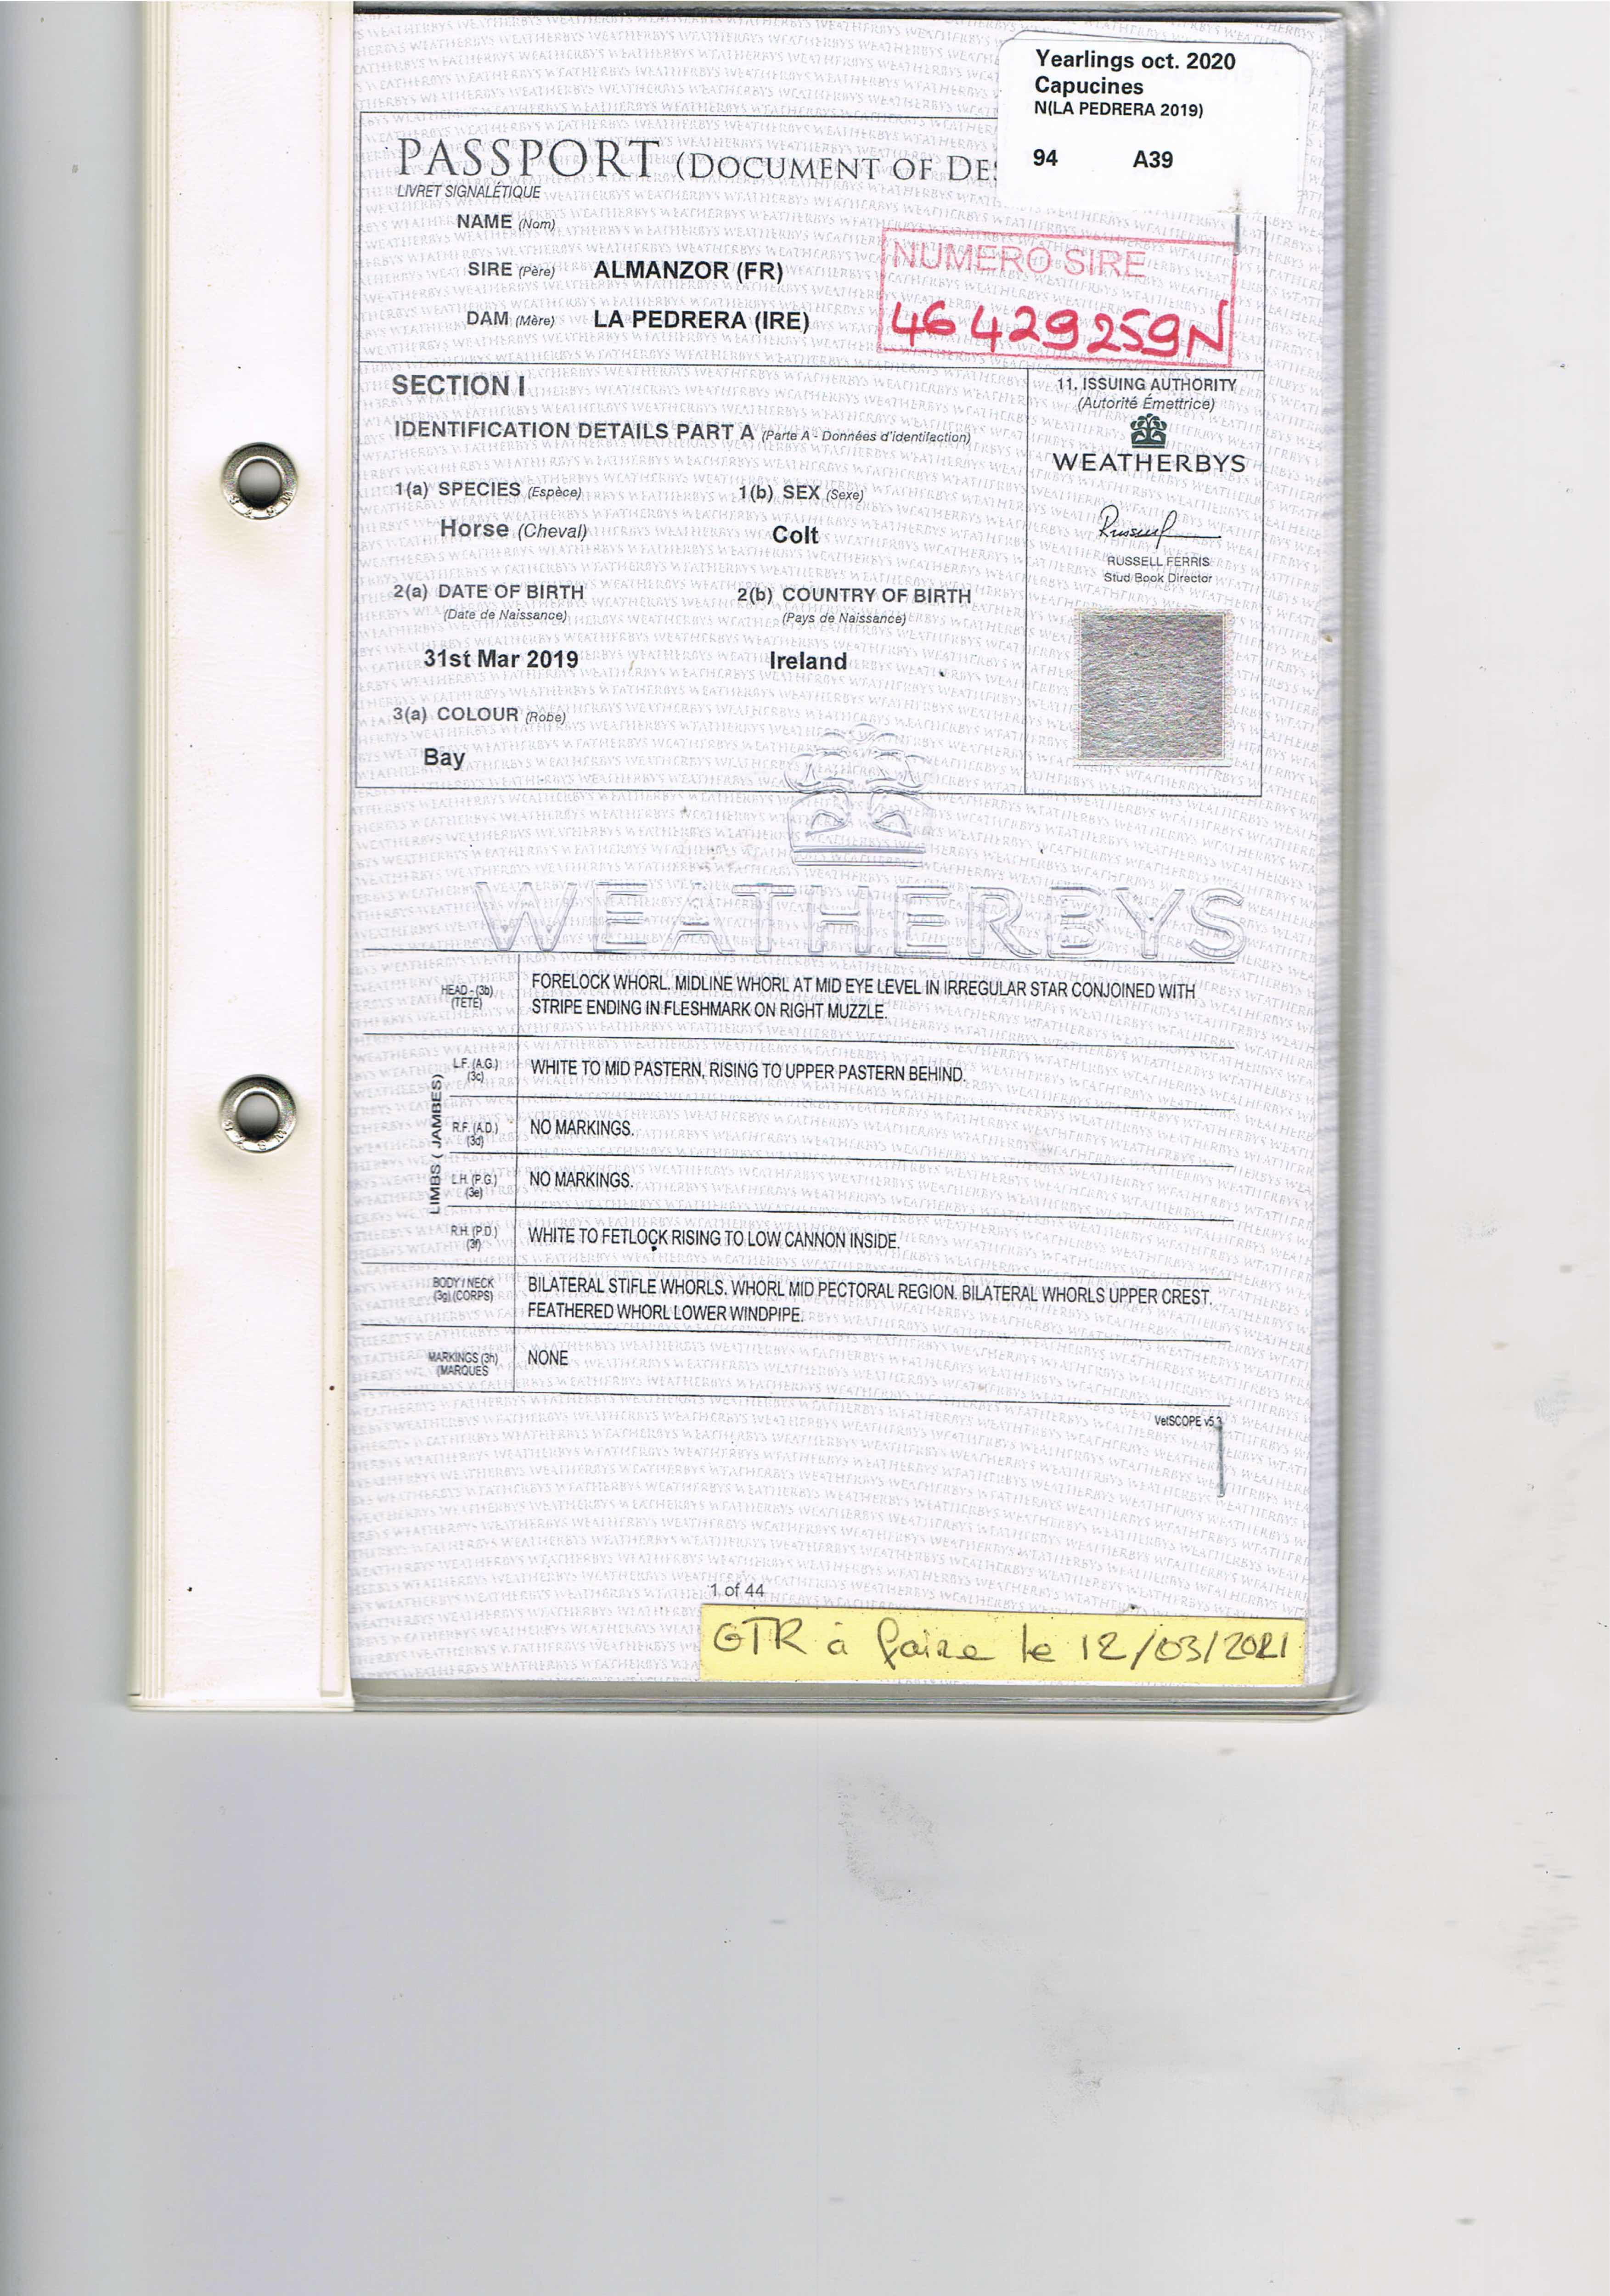 Yearlings oct. 2020
Capucines
N(LA PEDRERA 2019)
94 A39
PASSPORT (DOCUMENT OF DE
LIVRET SIGNALÉTIQUE
NAME (Nom)
SIRE (Père) ALMANZOR (FR)
DAM (Mère) LA PEDRERA (IRE)
NUMERO SIRE
46 429 259N
SECTION I
IDENTIFICATION DETAILS PART A (Parte A - Données d'identifaction)
1(a) SPECIES (Espèce) 1(b) SEX (Sexe)
Horse (Cheval) Colt
2(a) DATE OF BIRTH 2(b) COUNTRY OF BIRTH
(Date de Naissance) (Pays de Naissance)
31st Mar 2019 Ireland
3(a) COLOUR (Robe)
Bay
11. ISSUING AUTHORITY
(Autorité Émettrice)
WEATHERBYS
RUSSELL FERRIS
Stud Book Director
WEATHERBYS
HEAD - (3b)
(TETE)
FORELOCK WHORL. MIDLINE WHORL AT MID EYE LEVEL IN IRREGULAR STAR CONJOINED WITH
STRIPE ENDING IN FLESHMARK ON RIGHT MUZZLE.
LIMBS ( JAMBES)
L.F. (A.G.)
(3c)
WHITE TO MID PASTERN, RISING TO UPPER PASTERN BEHIND.
R.F. (A.D.)
(3d)
NO MARKINGS.
L.H. (P.G.)
(3e)
NO MARKINGS.
R.H. (P.D.)
(3f)
WHITE TO FETLOCK RISING TO LOW CANNON INSIDE.
BODY / NECK
(3g) (CORPS)
BILATERAL STIFLE WHORLS. WHORL MID PECTORAL REGION. BILATERAL WHORLS UPPER CREST.
FEATHERED WHORL LOWER WINDPIPE.
MARKINGS (3h)
(MARQUES
NONE
VetSCOPE v5.3
1 of 44
GTR à faire le 12/03/2021